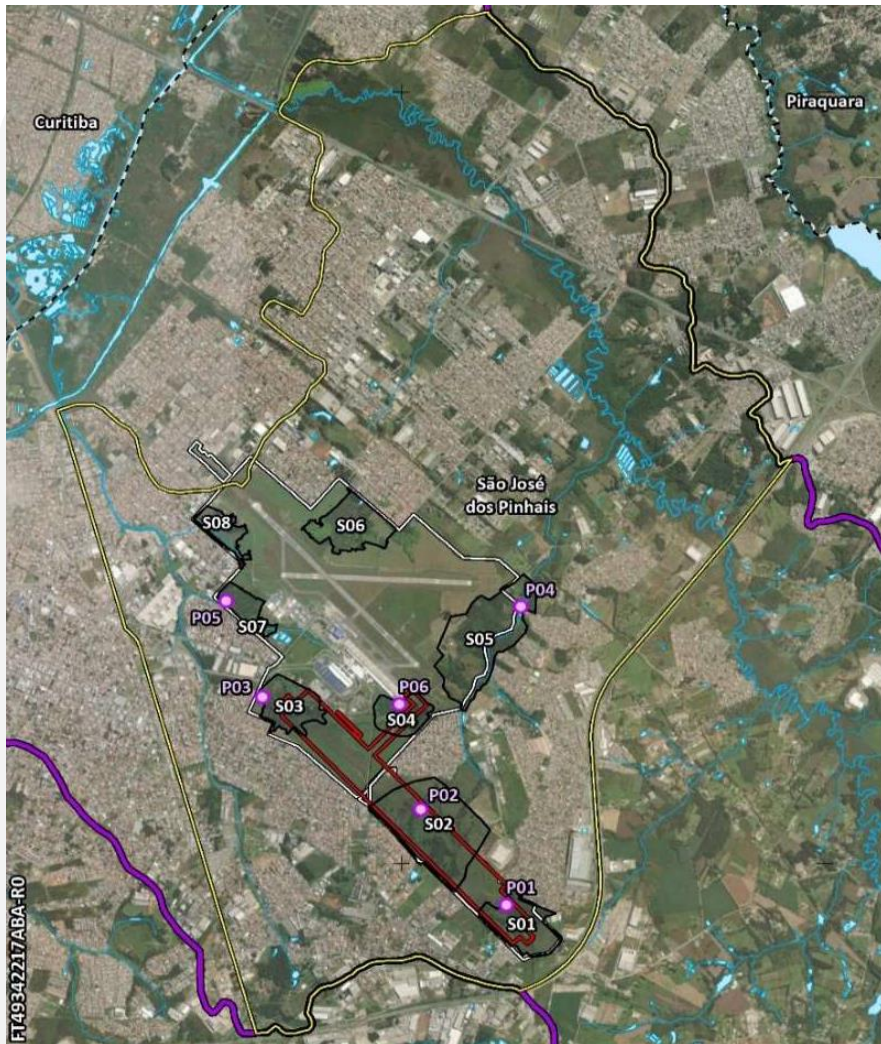 Curitiba
Piraquara
São José
dos Pinhais
S08
S06
P05
S07
P04
S05
P03
S03
P06
S04
P02
S02
P01
S01
FT49342217ABA-R0